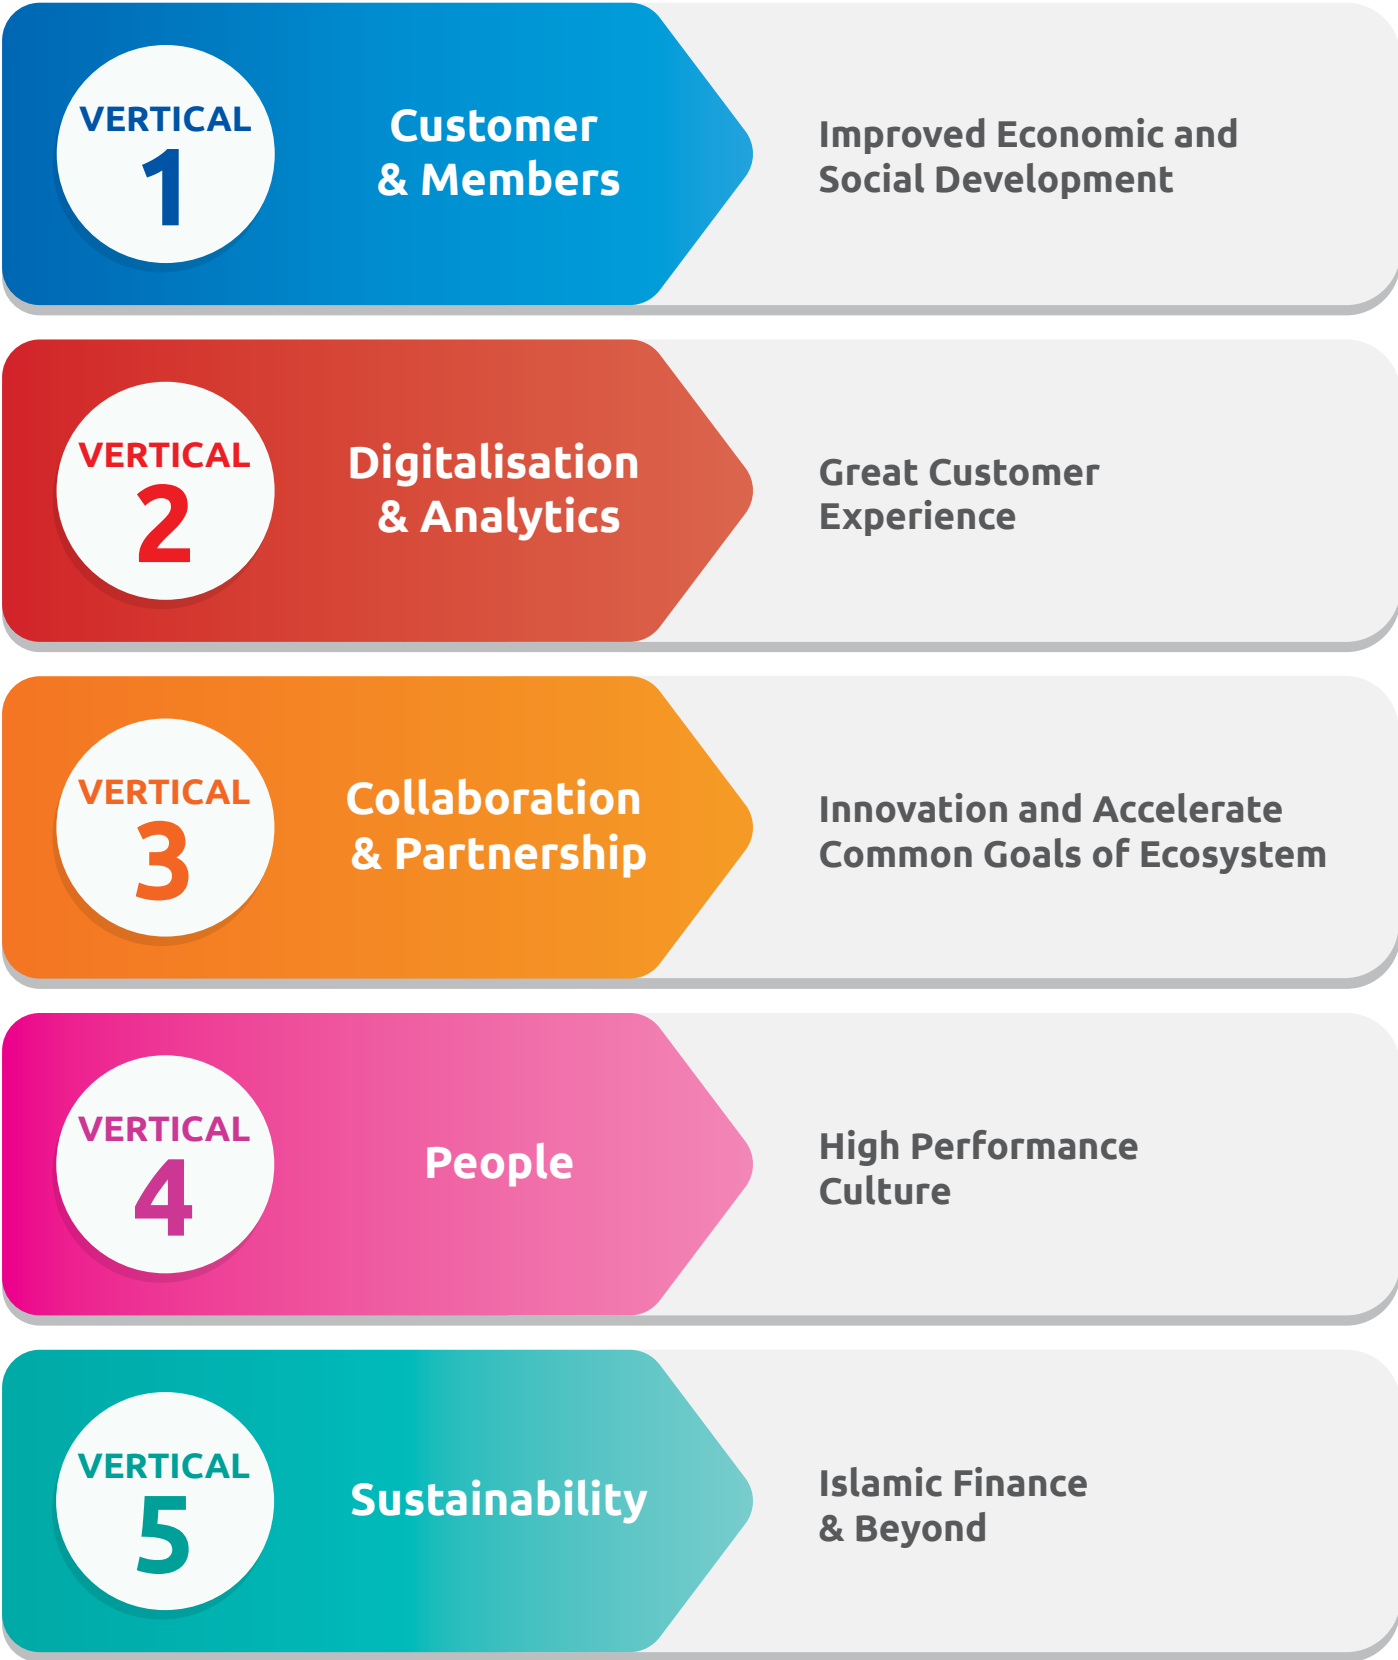 VERTICAL
1
Customer
& Members
Improved Economic and
Social Development
VERTICAL
2
Digitalisation
& Analytics
Great Customer
Experience
VERTICAL
3
Collaboration
& Partnership
Innovation and Accelerate
Common Goals of Ecosystem
VERTICAL
4
People
High Performance
Culture
VERTICAL
5
Sustainability
Islamic Finance
& Beyond